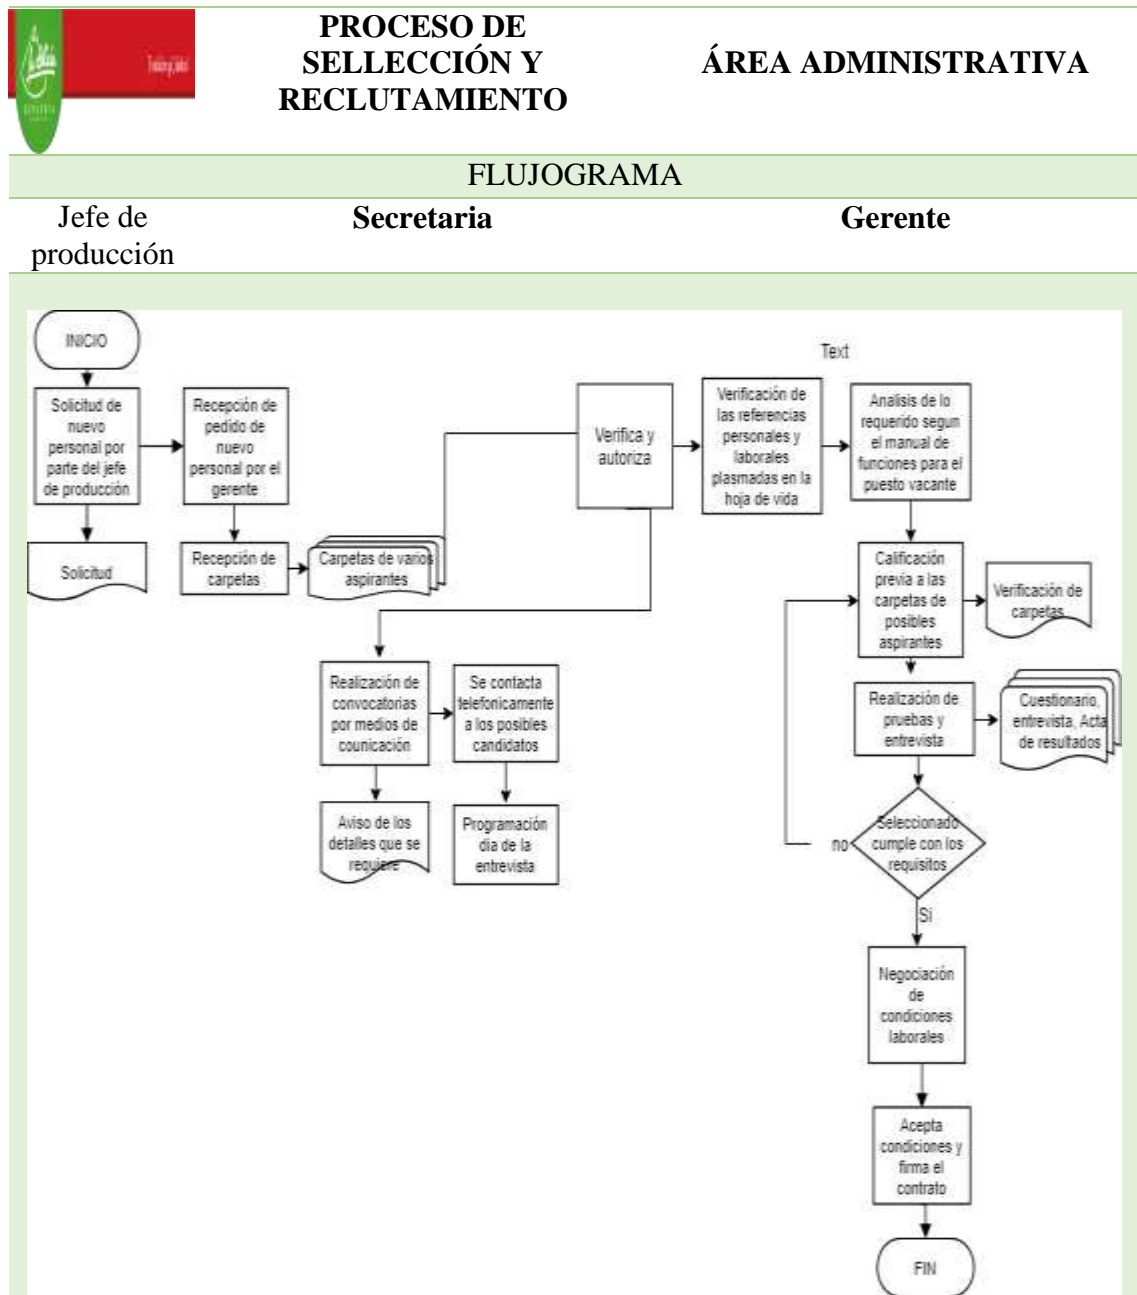 PROCESO DE
SELLECCIÓN Y
RECLUTAMIENTO
ÁREA ADMINISTRATIVA
FLUJOGRAMA
Jefe de
producción
Secretaria
Gerente
INICIO
Solicitud de
nuevo
personal por
parte del jefe
de producción
Solicitud
Recepción de
pedido de
nuevo
personal por el
gerente
Recepción de
carpetas
Carpetas de varios
aspirantes
Verifica y
autoriza
Realización de
convocatorias
por medios de
counicación
Aviso de los
detalles que se
requiere
Se contacta
telefonicamente
a los posibles
candidatos
Programación
dia de la
entrevista
Text
Verificación de
las referencias
personales y
laborales
plasmadas en la
hoja de vida
Analisis de lo
requerido segun
el manual de
funciones para el
puesto vacante
Calificación
previa a las
carpetas de
posibles
aspirantes
Verificación de
carpetas
Realización de
pruebas y
entrevista
Cuestionario,
entrevista, Acta
de resultados
Seleccionado
cumple con los
requisitos
no
Si
Negociación
de
condiciones
laborales
Acepta
condiciones y
firma el
contrato
FIN